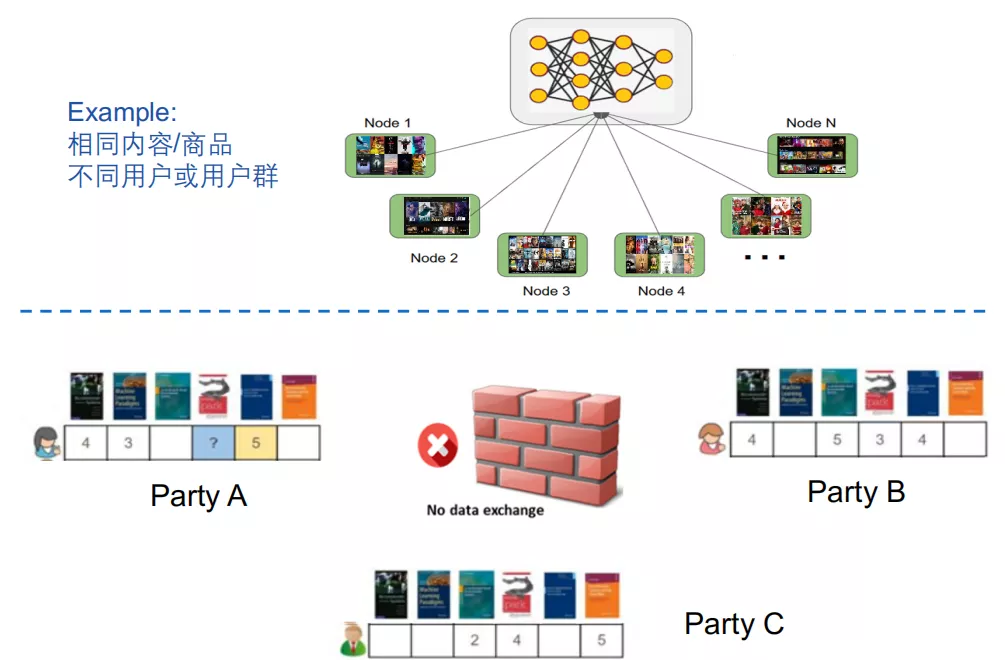 Example:
相同内容/商品
不同用户或用户群
Node 1
Node N
Node 2
Node 3
Node 4
...
4 3 ? 5
Party A
No data exchange
4 5 3 4
Party B
2 4 5
Party C